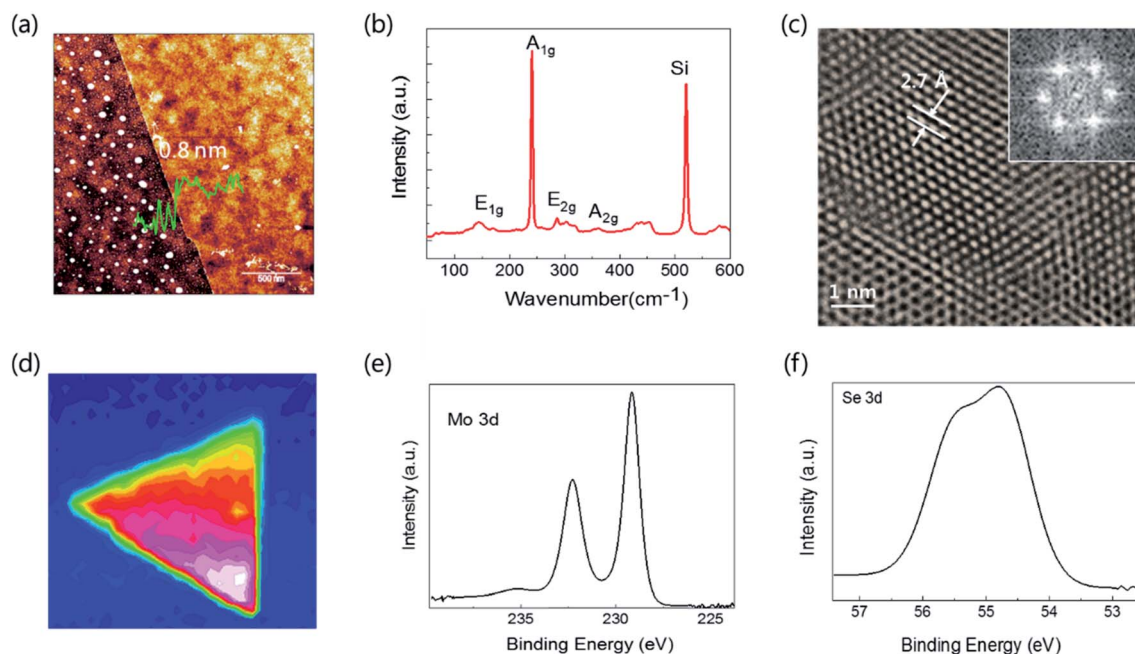 (a)
0.8 nm
500 nm
(b)
A1g
Si
E1g
E2g
A2g
Intensity (a.u.)
100 200 300 400 500 600
Wavenumber(cm-1)
(c)
2.7 Å
1 nm
(d)
(e)
Mo 3d
Intensity (a.u.)
235 230 225
Binding Energy (eV)
(f)
Se 3d
Intensity (a.u.)
57 56 55 54 53
Binding Energy (eV)